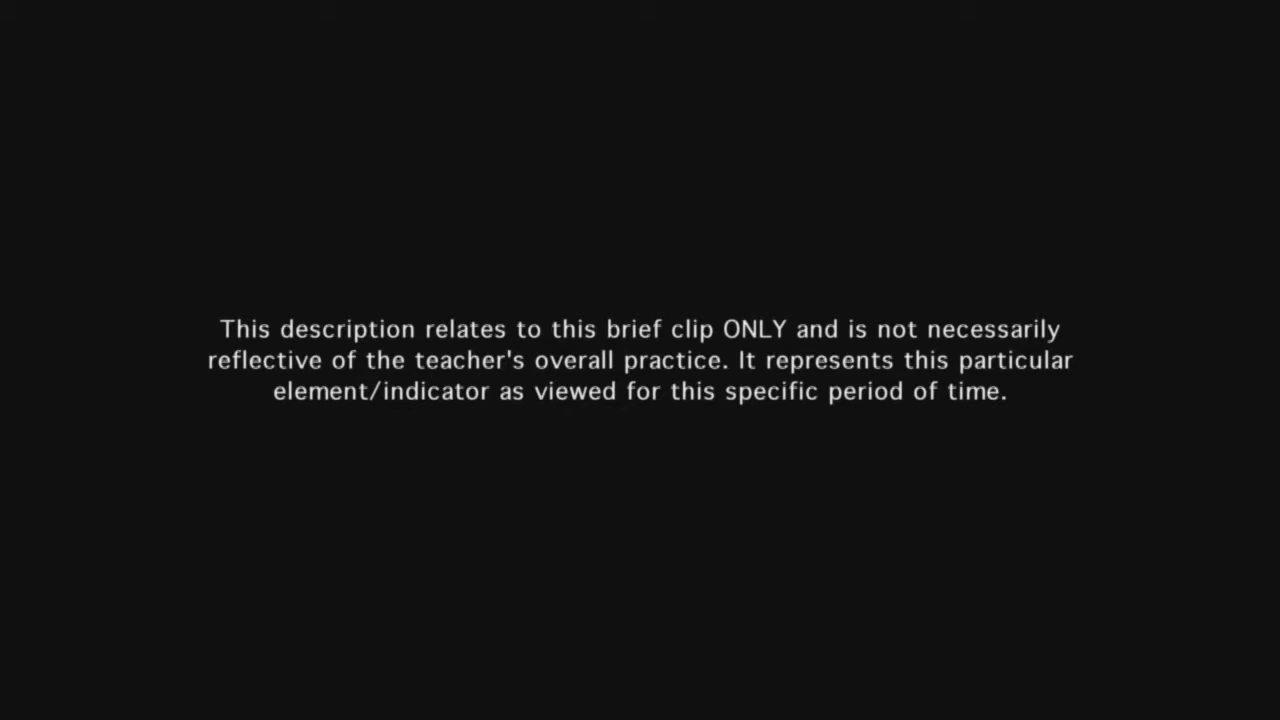 This description relates to this brief clip ONLY and is not necessarily
reflective of the teacher's overall practice. It represents this particular
element/indicator as viewed for this specific period of time.